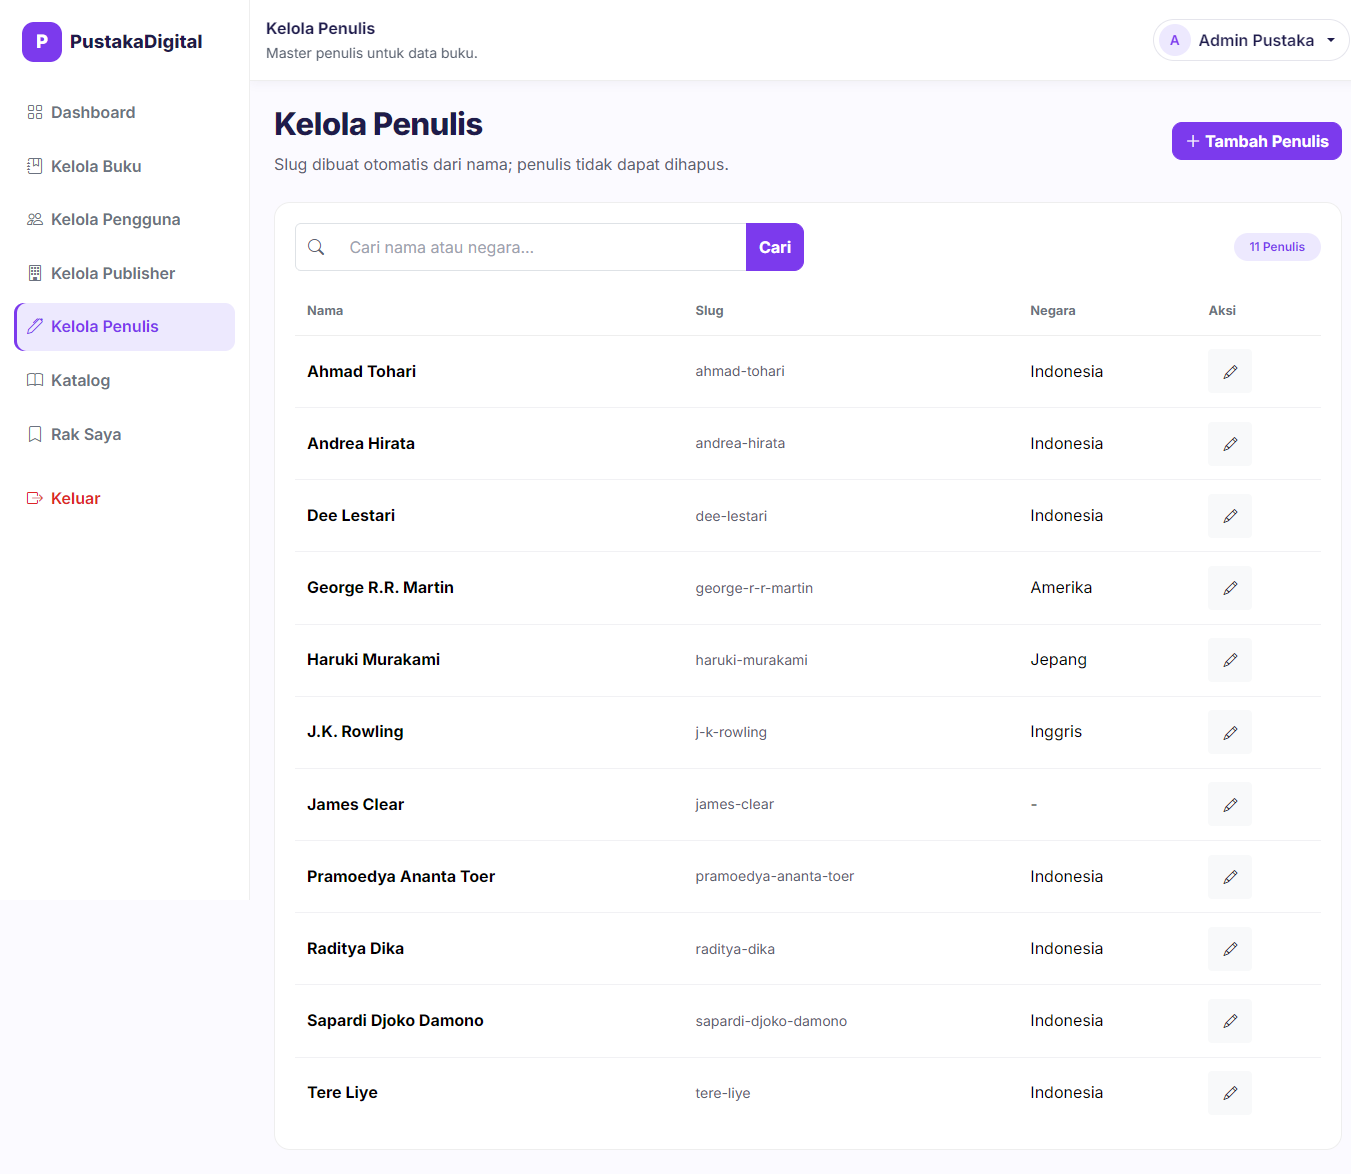 P PustakaDigital
Dashboard
Kelola Buku
Kelola Pengguna
Kelola Publisher
Kelola Penulis
Katalog
Rak Saya
Keluar
Kelola Penulis
Master penulis untuk data buku.
A Admin Pustaka
Kelola Penulis
Slug dibuat otomatis dari nama; penulis tidak dapat dihapus.
+ Tambah Penulis
Cari nama atau negara... Cari
11 Penulis
Nama Slug Negara Aksi
Ahmad Tohari ahmad-tohari Indonesia
Andrea Hirata andrea-hirata Indonesia
Dee Lestari dee-lestari Indonesia
George R.R. Martin george-r-r-martin Amerika
Haruki Murakami haruki-murakami Jepang
J.K. Rowling j-k-rowling Inggris
James Clear james-clear -
Pramoedya Ananta Toer pramoedya-ananta-toer Indonesia
Raditya Dika raditya-dika Indonesia
Sapardi Djoko Damono sapardi-djoko-damono Indonesia
Tere Liye tere-liye Indonesia